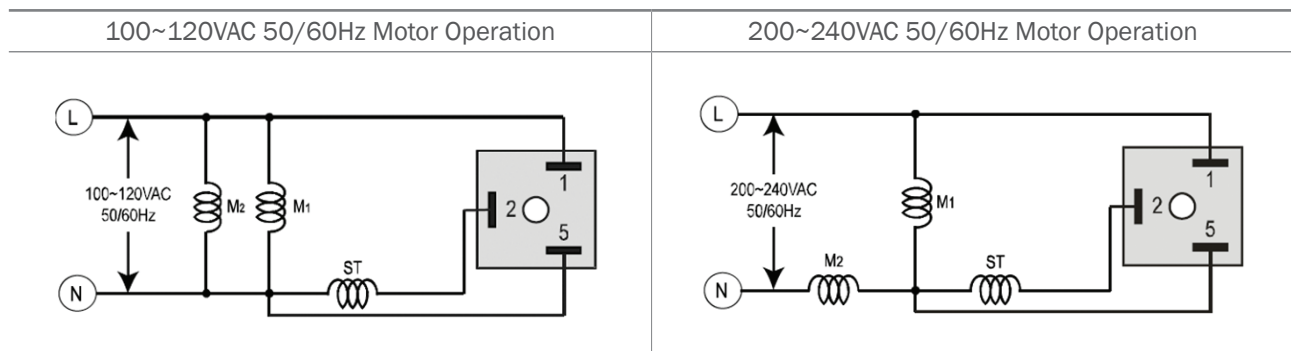 100~120VAC 50/60Hz Motor Operation
200~240VAC 50/60Hz Motor Operation
L
100~120VAC
50/60Hz
M2
M1
1
2
5
ST
N
L
200~240VAC
50/60Hz
M1
1
2
5
M2
ST
N